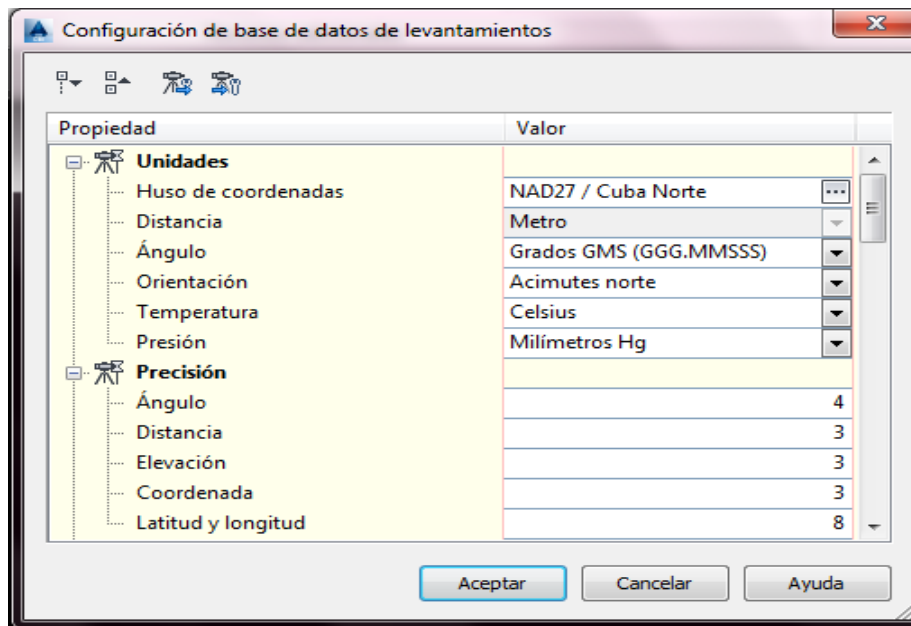 Configuración de base de datos de levantamientos
Propiedad Valor
Unidades
Huso de coordenadas NAD27 / Cuba Norte ...
Distancia Metro
Ángulo Grados GMS (GGG.MMSSS)
Orientación Acimutes norte
Temperatura Celsius
Presión Milímetros Hg
Precisión
Ángulo 4
Distancia 3
Elevación 3
Coordenada 3
Latitud y longitud 8
Aceptar Cancelar Ayuda